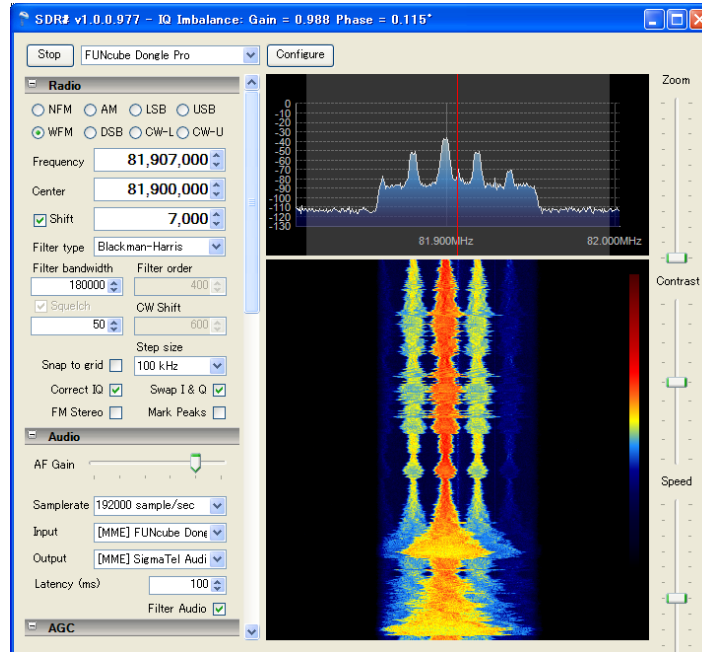 SDR# v1.0.0.977 - IQ Imbalance: Gain = 0.988 Phase = 0.115°
Stop FUNcube Dongle Pro Configure
Radio
NFM AM LSB USB
WFM DSB CW-L CW-U
Frequency 81,907,000
Center 81,900,000
Shift 7,000
Filter type Blackman-Harris
Filter bandwidth Filter order
180000 400
Squelch CW Shift
50 600
Step size
Snap to grid 100 kHz
Correct IQ Swap I & Q
FM Stereo Mark Peaks
Audio
AF Gain
Samplerate 192000 sample/sec
Input [MME] FUNcube Dong
Output [MME] SigmaTel Audi
Latency (ms) 100
Filter Audio
AGC
0
-10
-20
-30
-40
-50
-60
-70
-80
-90
-100
-110
-130
81.900MHz 82.000MHz
Zoom
Contrast
Speed